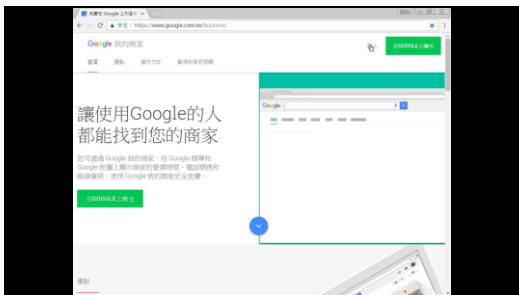 免費在 Google 上刊登商
安全 | https://www.google.com.tw/business/
Google 我的商家
在GOOGLE上曝光
首頁 優點 運作方式 資源和常見問題
讓使用Google的人
都能找到您的商家
您可透過 Google 我的商家，在 Google 搜尋和
Google 地圖上顯示商家的營業時間、電話號碼和
路線資訊。使用 Google 我的商家完全免費。
在GOOGLE上曝光
Google
優點